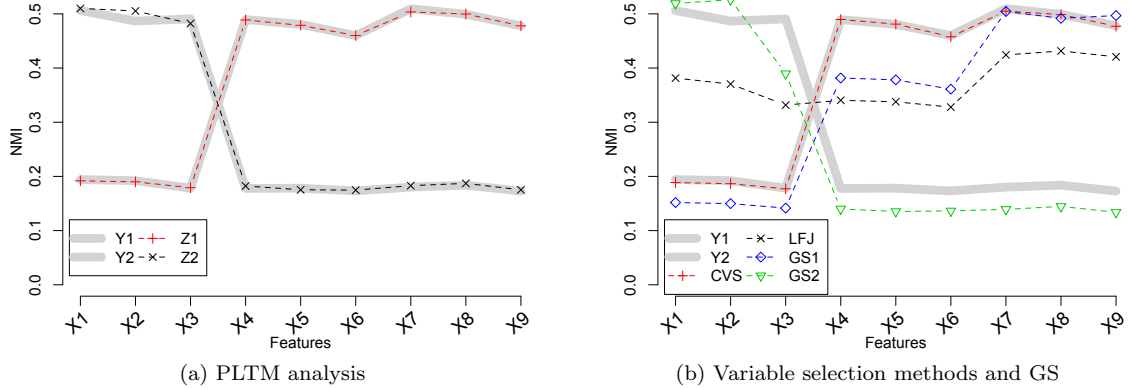 0.5
0.4
0.3
0.2
0.1
0.0
NMI
Y1 Z1
Y2 Z2
X1 X2 X3 X4 X5 X6 X7 X8 X9
Features
(a) PLTM analysis
0.5
0.4
0.3
0.2
0.1
0.0
NMI
Y1 LFJ
Y2 GS1
CVS GS2
X1 X2 X3 X4 X5 X6 X7 X8 X9
Features
(b) Variable selection methods and GS